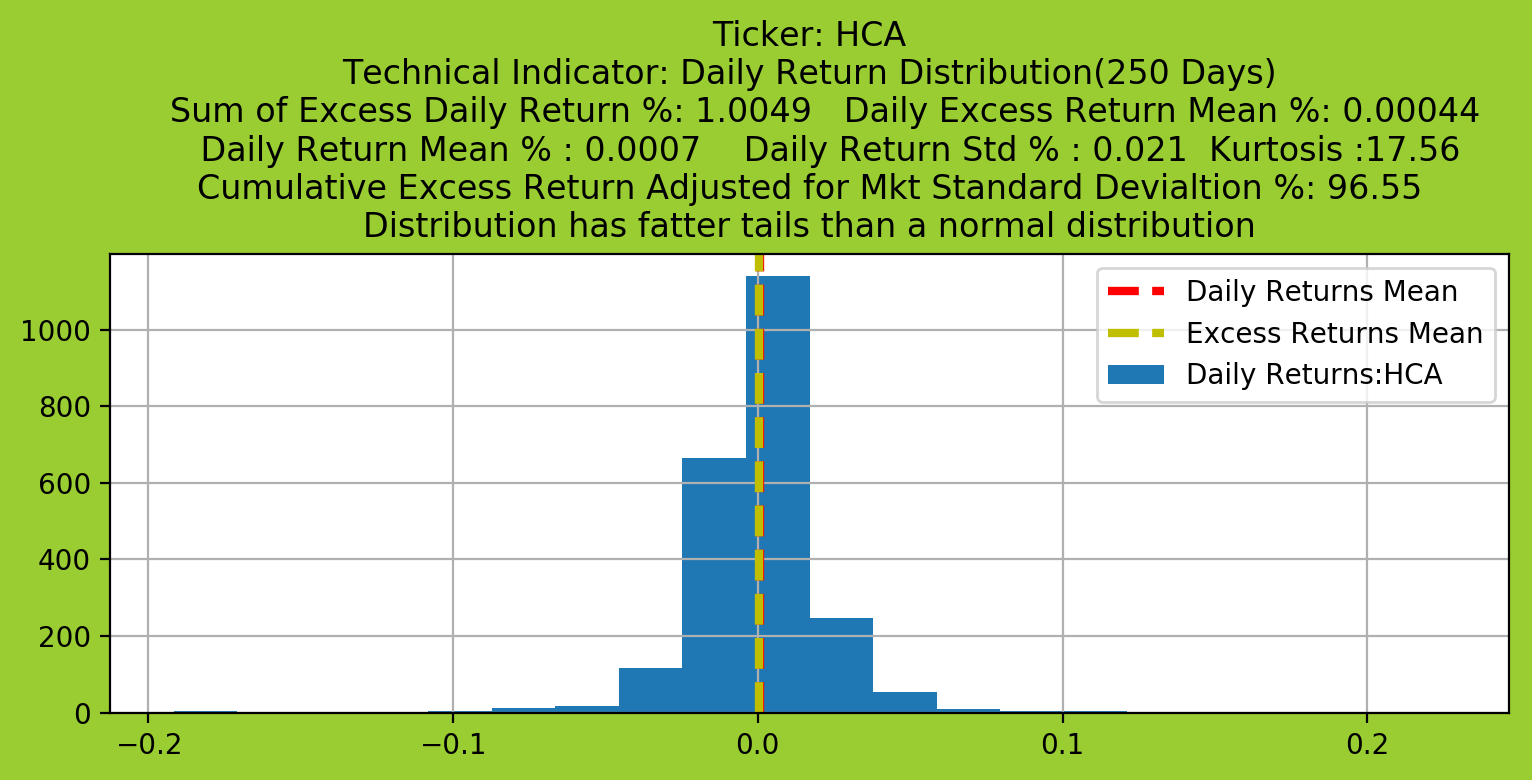 Ticker: HCA
Technical Indicator: Daily Return Distribution(250 Days)
Sum of Excess Daily Return %: 1.0049   Daily Excess Return Mean %: 0.00044
Daily Return Mean % : 0.0007    Daily Return Std % : 0.021  Kurtosis :17.56
Cumulative Excess Return Adjusted for Mkt Standard Devialtion %: 96.55
Distribution has fatter tails than a normal distribution
Daily Returns Mean
Excess Returns Mean
Daily Returns:HCA
1000
800
600
400
200
0
−0.2 −0.1 0.0 0.1 0.2